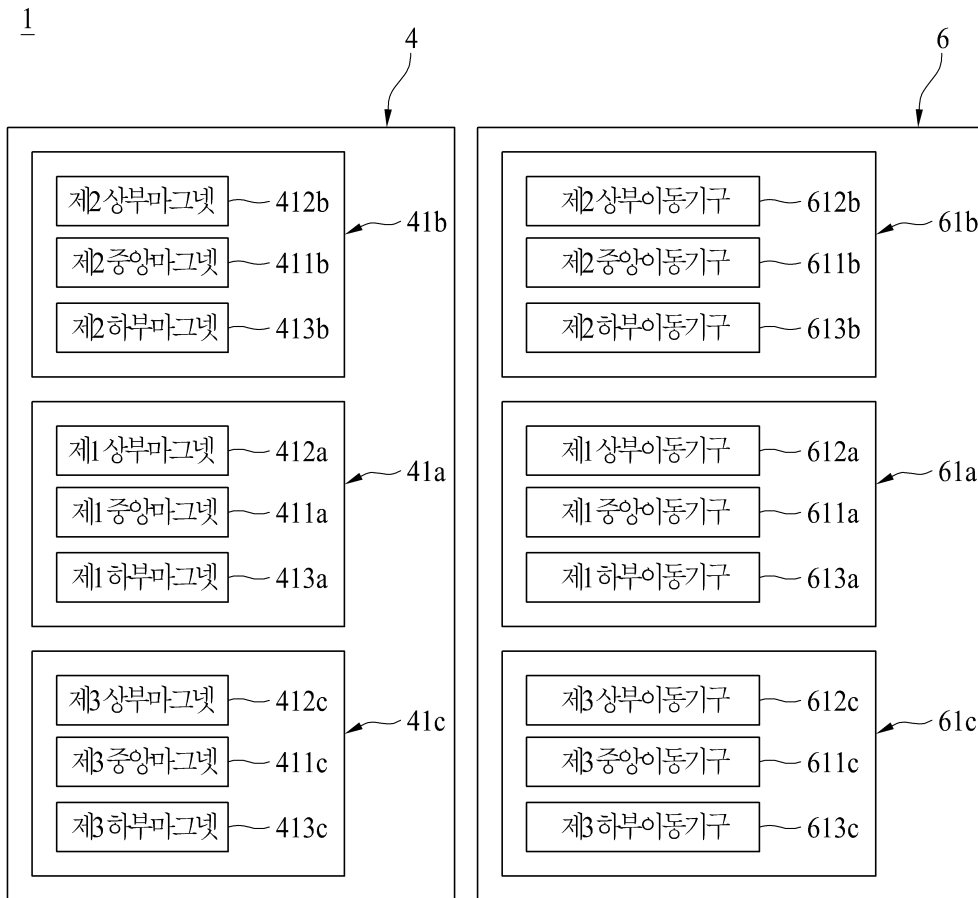 1
4
6
제2상부마그넷 412b
제2중앙마그넷 411b
제2하부마그넷 413b
41b
제2상부이동기구 612b
제2중앙이동기구 611b
제2하부이동기구 613b
61b
제1상부마그넷 412a
제1중앙마그넷 411a
제1하부마그넷 413a
41a
제1상부이동기구 612a
제1중앙이동기구 611a
제1하부이동기구 613a
61a
제3상부마그넷 412c
제3중앙마그넷 411c
제3하부마그넷 413c
41c
제3상부이동기구 612c
제3중앙이동기구 611c
제3하부이동기구 613c
61c